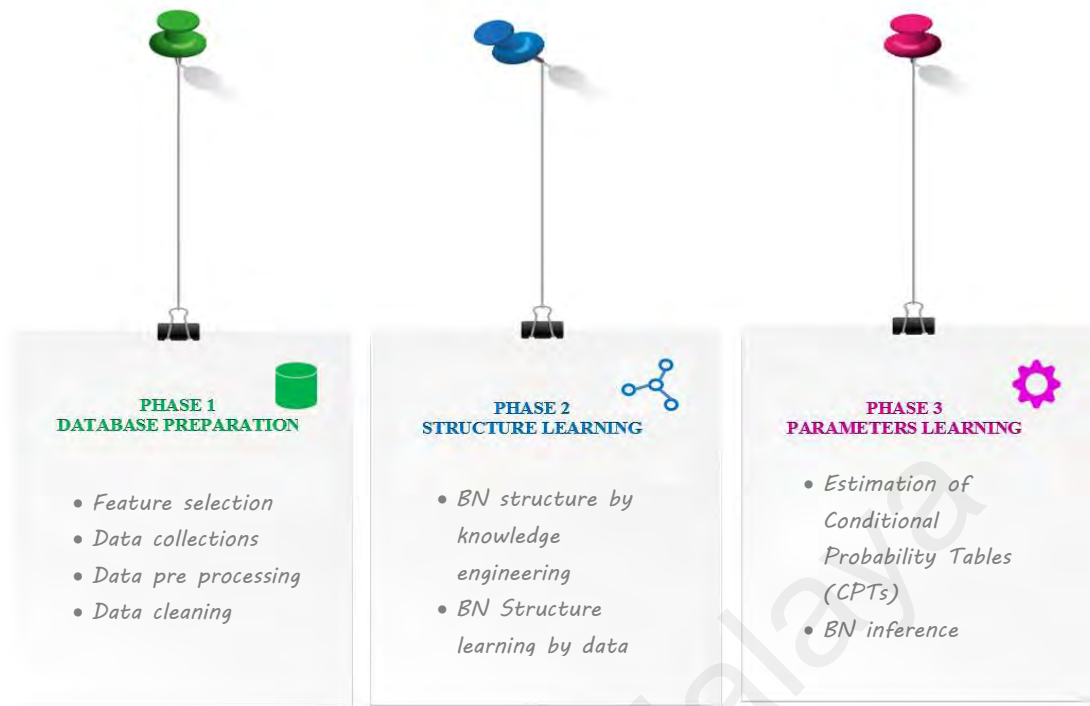 PHASE 1
DATABASE PREPARATION
• Feature selection
• Data collections
• Data pre processing
• Data cleaning
PHASE 2
STRUCTURE LEARNING
• BN structure by
knowledge
engineering
• BN Structure
learning by data
PHASE 3
PARAMETERS LEARNING
• Estimation of
Conditional
Probability Tables
(CPTs)
• BN inference